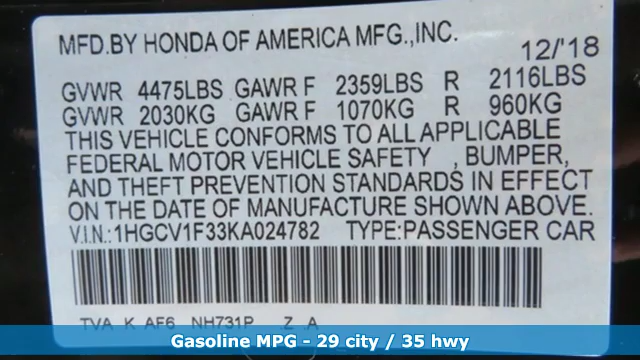 MFD.BY HONDA OF AMERICA MFG.,INC.
12/'18
GVWR 4475LBS GAWR F 2359LBS R 2116LBS
GVWR 2030KG GAWR F 1070KG R 960KG
THIS VEHICLE CONFORMS TO ALL APPLICABLE
FEDERAL MOTOR VEHICLE SAFETY , BUMPER,
AND THEFT PREVENTION STANDARDS IN EFFECT
ON THE DATE OF MANUFACTURE SHOWN ABOVE.
V.I.N.:1HGCV1F33KA024782 TYPE:PASSENGER CAR
TVA K AF6 NH731P Z A
Gasoline MPG - 29 city / 35 hwy